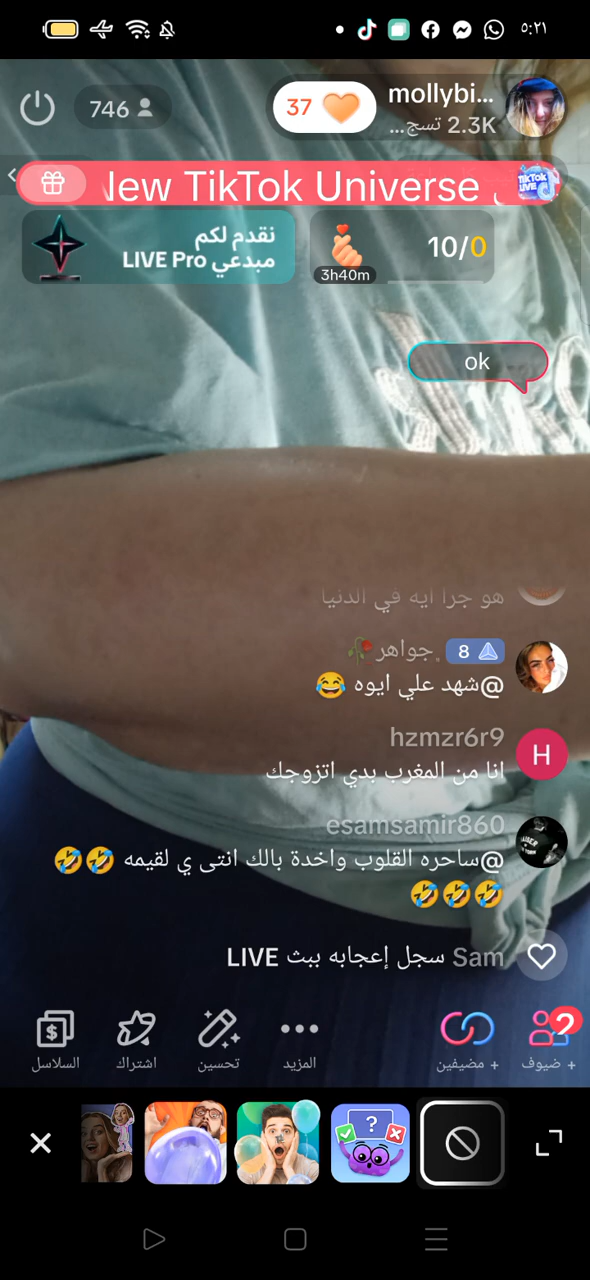 ٥:٢١
746
37
mollybi...
2.3K تسج...
New TikTok Universe
TikTok LIVE
نقدم لكم
مبدعي LIVE Pro
10/0
3h40m
ok
هو جرا ايه في الدنيا
جواهر
8
@شهد علي ايوه 😂
hzmzr6r9
H
انا من المغرب بدي اتزوجك
esamsamir860
@ساحره القلوب واخدة بالك انتى ي لقيمه 🤣🤣
🤣🤣🤣
Sam سجل إعجابه ببث LIVE
السلاسل
اشتراك
تحسين
المزيد
+ مضيفين
+ ضيوف
2
?